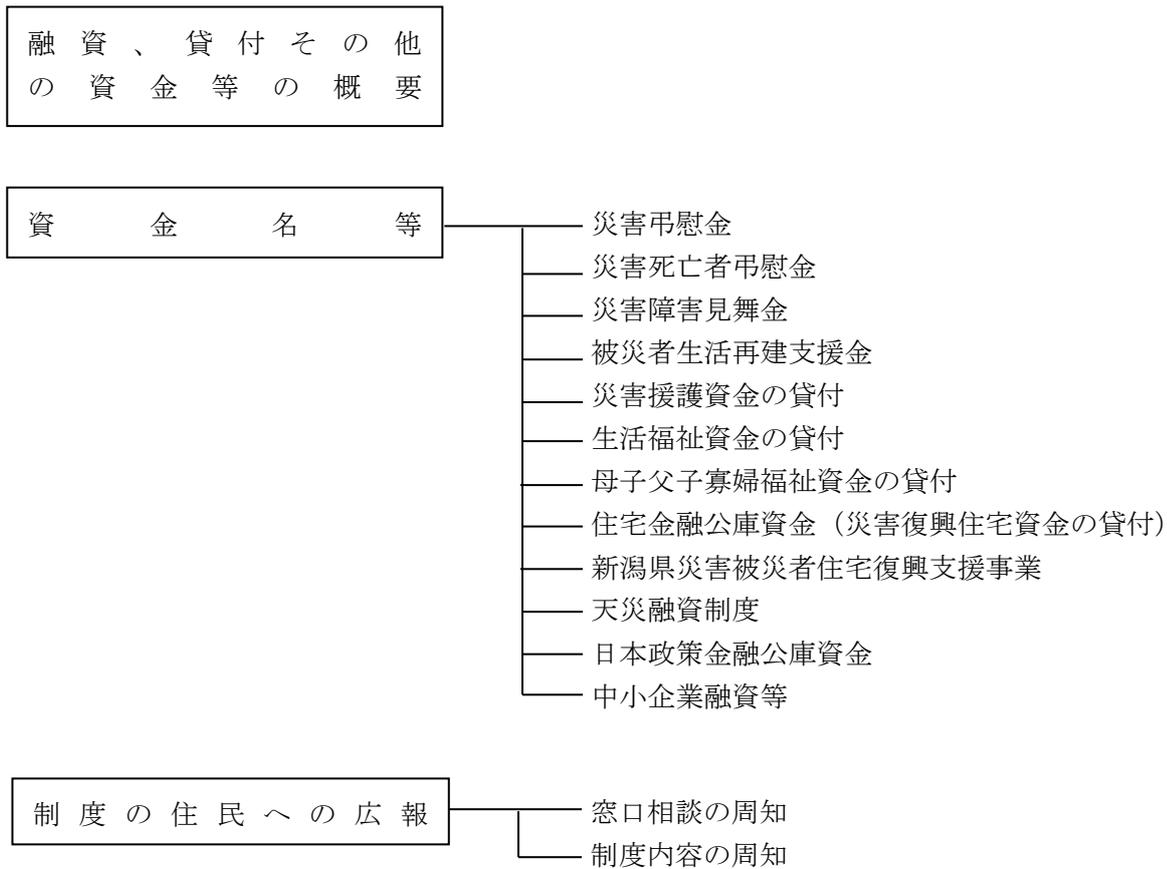 融資、貸付その他
の資金等の概要
資金名等
災害弔慰金
災害死亡者弔慰金
災害障害見舞金
被災者生活再建支援金
災害援護資金の貸付
生活福祉資金の貸付
母子父子寡婦福祉資金の貸付
住宅金融公庫資金（災害復興住宅資金の貸付）
新潟県災害被災者住宅復興支援事業
天災融資制度
日本政策金融公庫資金
中小企業融資等
制度の住民への広報
窓口相談の周知
制度内容の周知